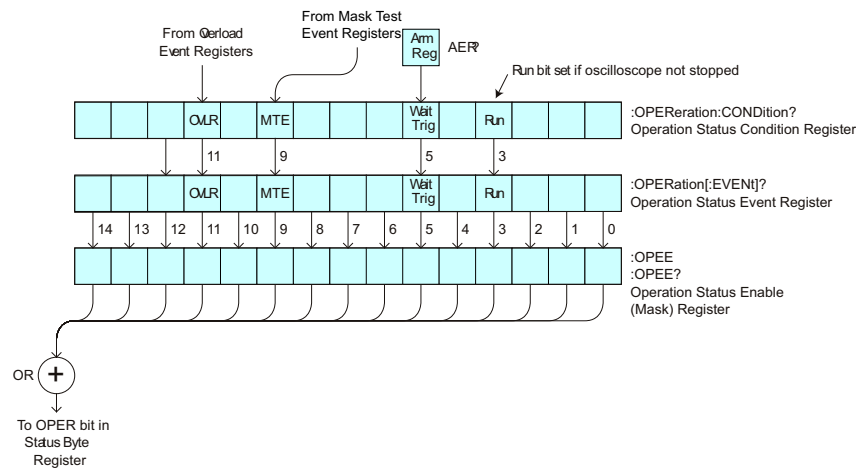 From Mask Test
Event Registers
From Overload
Event Registers
Arm
Reg
AER?
Run bit set if oscilloscope not stopped
OVLR
MTE
Wait
Trig
Run
:OPEReration:CONDition?
Operation Status Condition Register
11
9
5
3
OVLR
MTE
Wait
Trig
Run
:OPERation[:EVENt]?
Operation Status Event Register
14 13 12 11 10 9 8 7 6 5 4 3 2 1 0
:OPEE
:OPEE?
Operation Status Enable
(Mask) Register
OR
+
To OPER bit in
Status Byte
Register